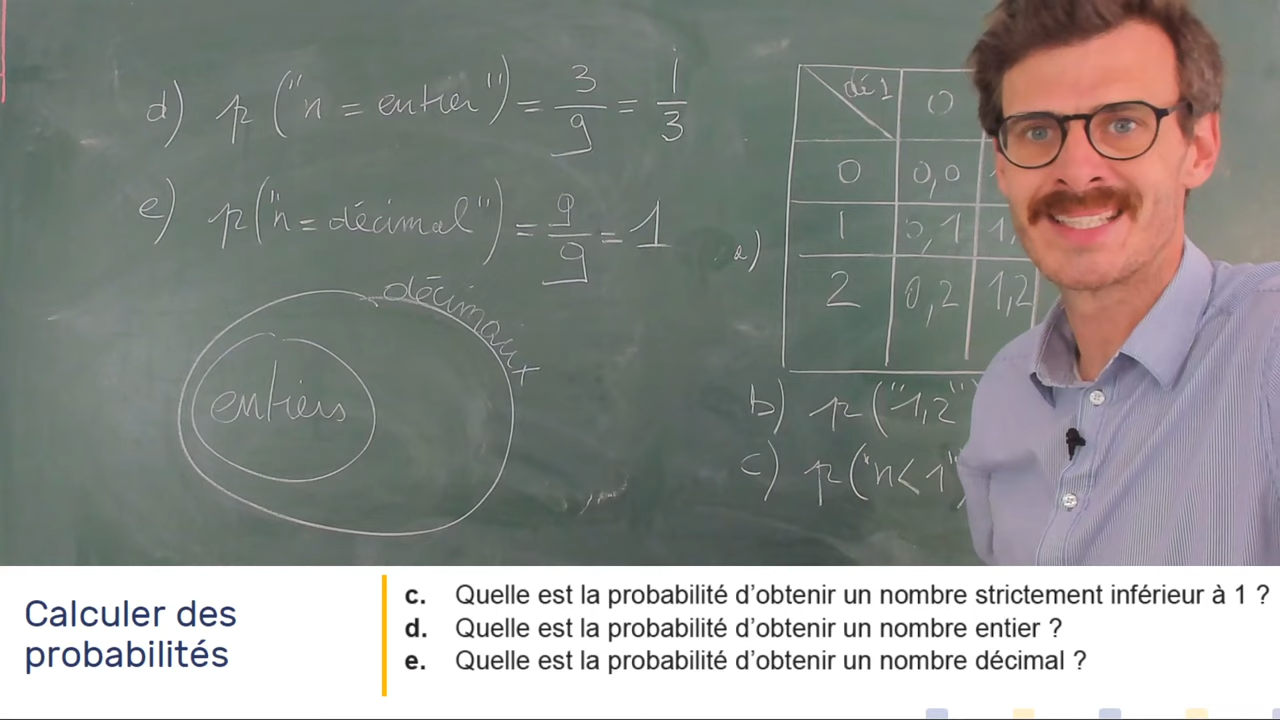 d) p ("n = entier") = 3/9 = 1/3
e) p("n = décimal") = 9/9 = 1
décimaux
entiers
a)
dé 1 0
0 0,0
1 0,1 1,
2 0,2 1,2
b) p("1,2"
c) p("n<1"
Calculer des
probabilités
c. Quelle est la probabilité d'obtenir un nombre strictement inférieur à 1 ?
d. Quelle est la probabilité d'obtenir un nombre entier ?
e. Quelle est la probabilité d'obtenir un nombre décimal ?